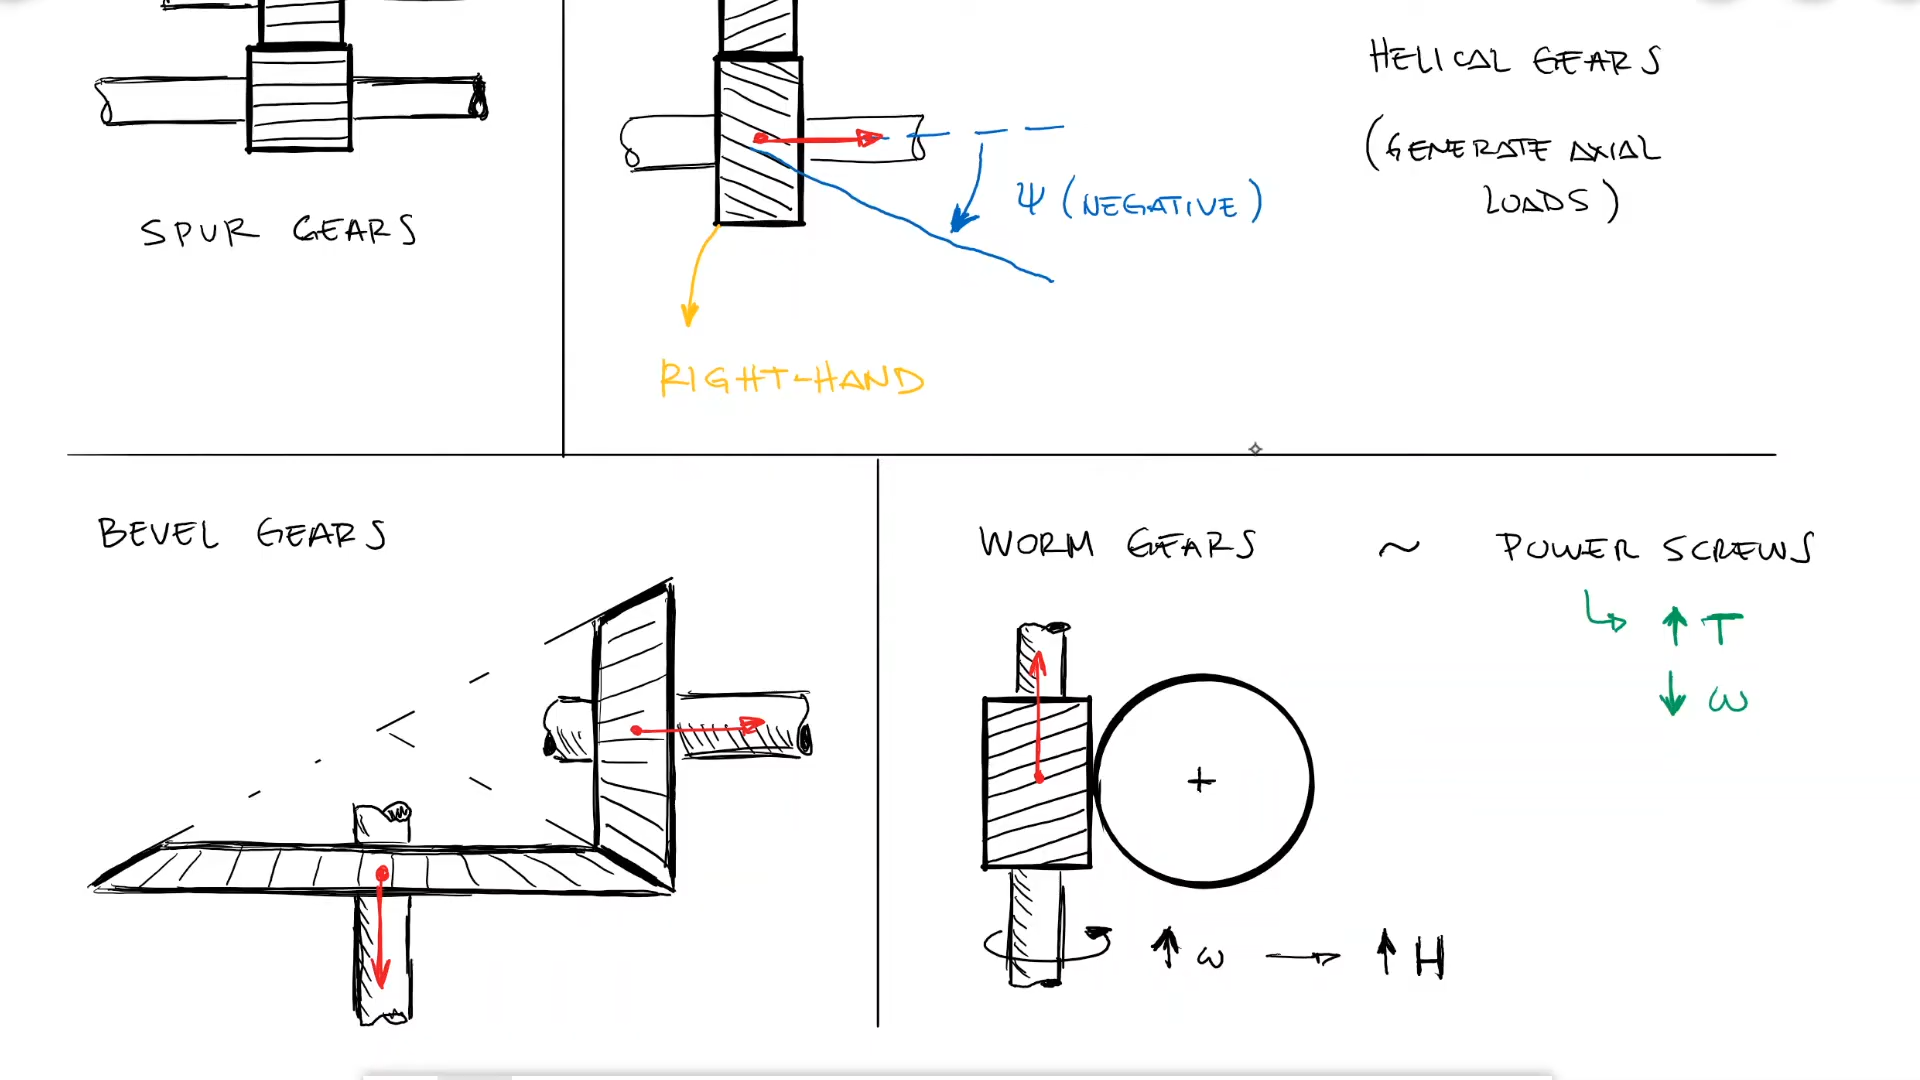 HELICAL GEARS
(GENERATE AXIAL
LOADS)
SPUR GEARS
Ψ (NEGATIVE)
RIGHT-HAND
BEVEL GEARS
WORM GEARS ~ POWER SCREWS
↳ ↑ T
↓ ω
+
↑ ω → ↑ H